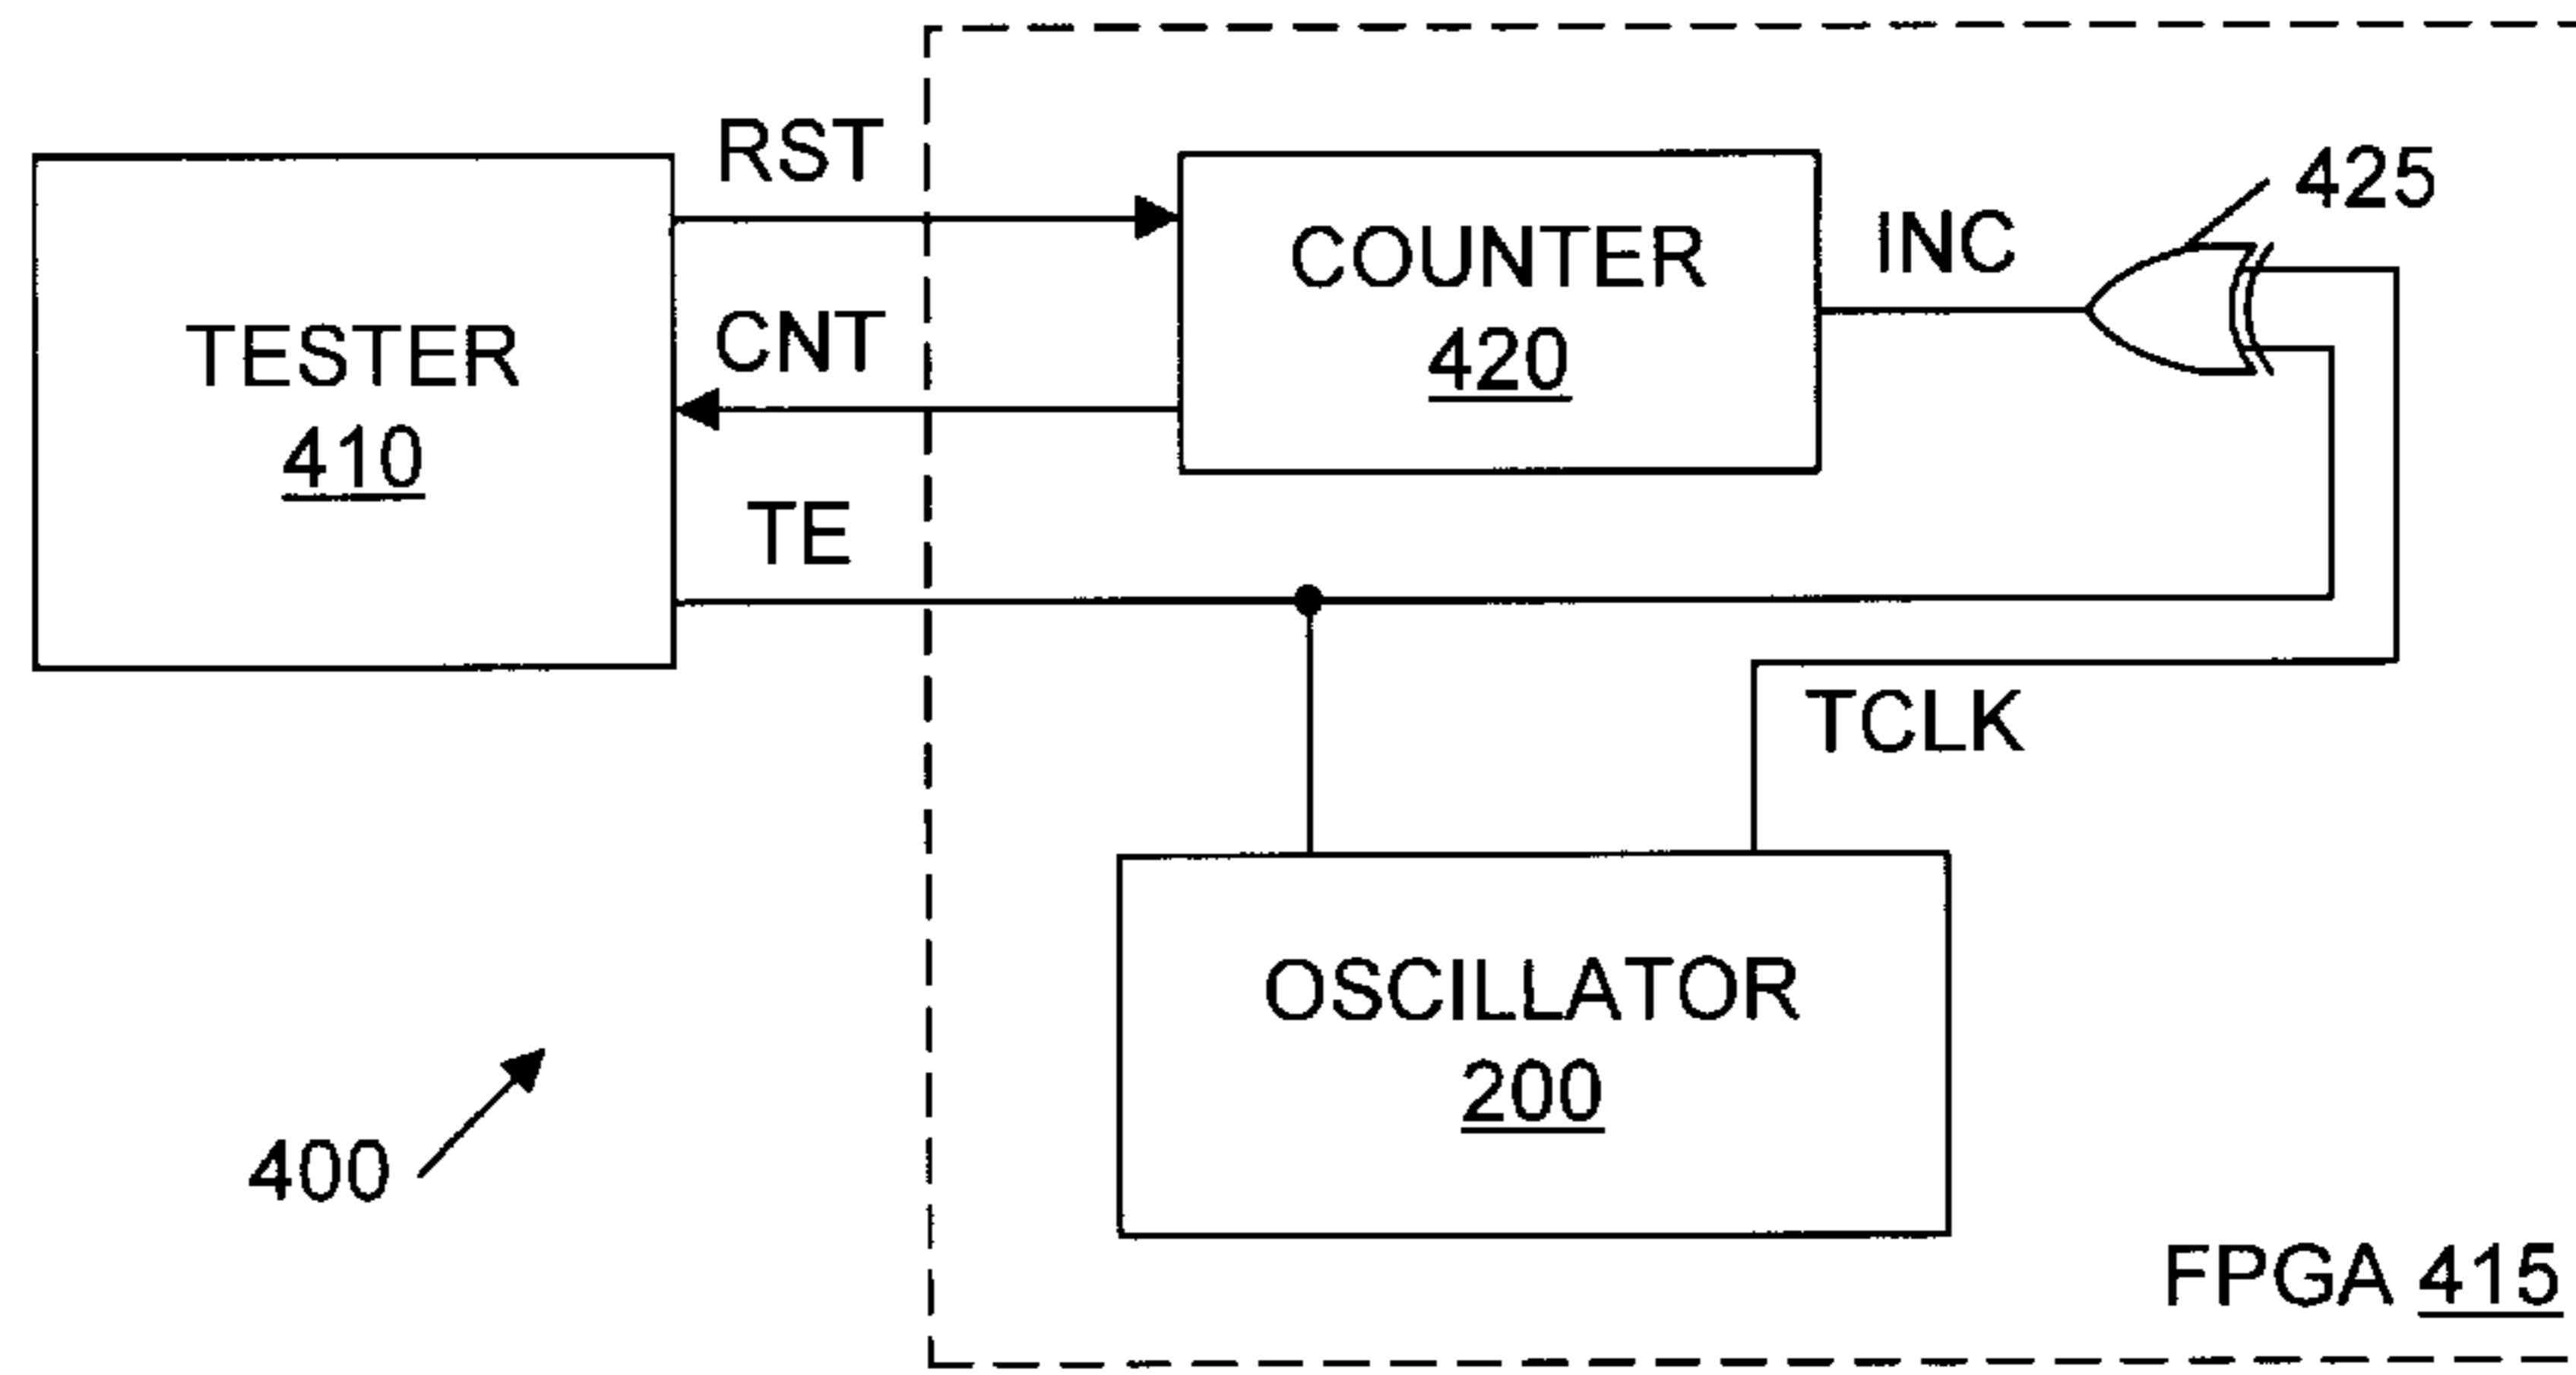 RST
425
INC
COUNTER
420
CNT
TESTER
410
TE
TCLK
OSCILLATOR
200
400
FPGA 415